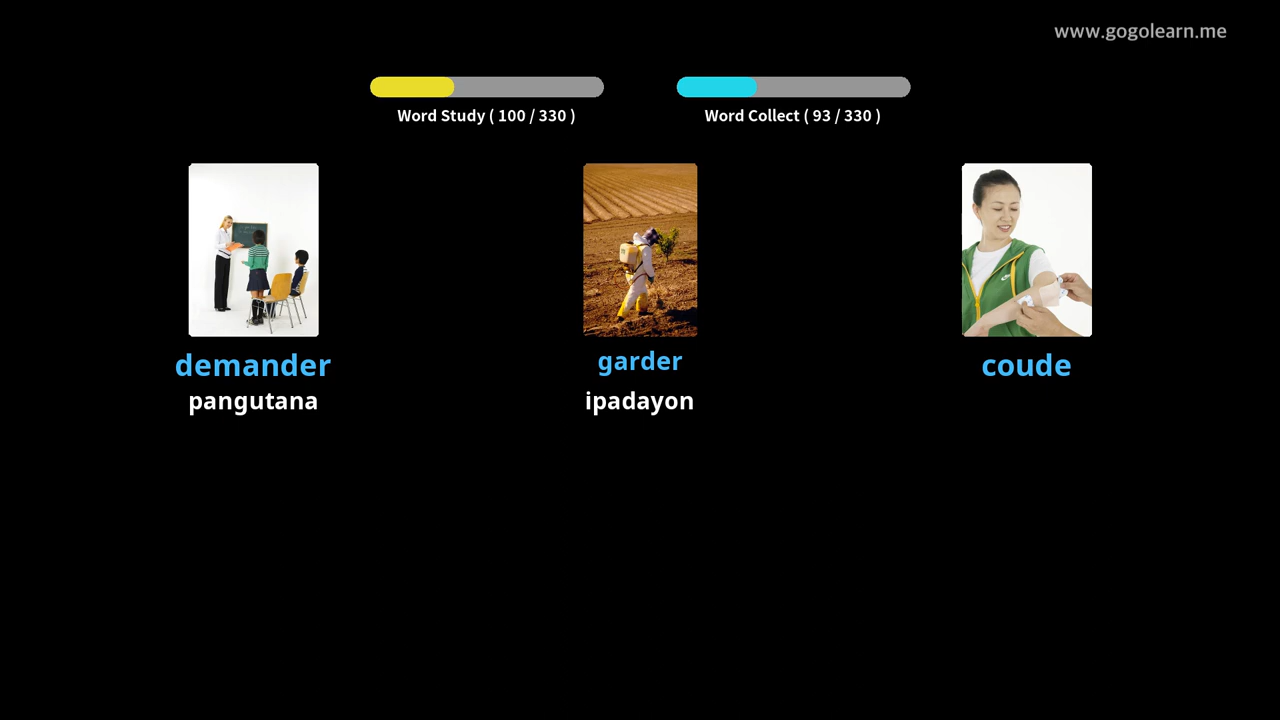 www.gogolearn.me
Word Study ( 100 / 330 )
Word Collect ( 93 / 330 )
demander
pangutana
garder
ipadayon
coude